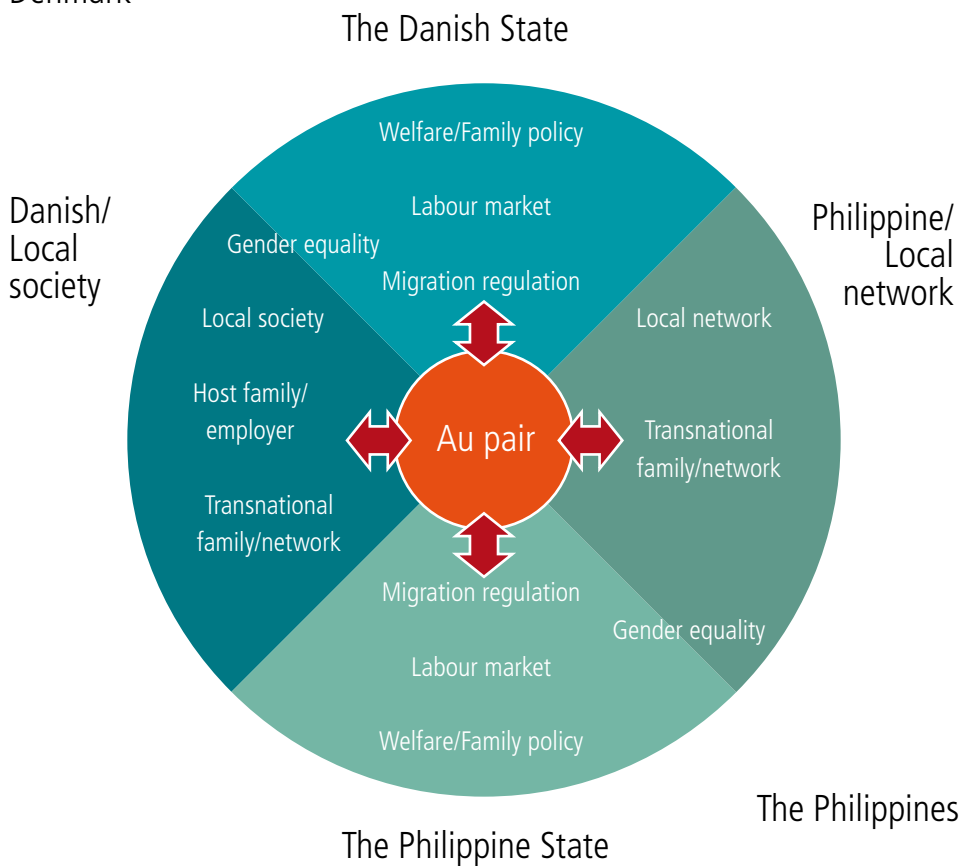 Denmark
The Danish State
Welfare/Family policy
Labour market
Gender equality
Migration regulation
Danish/
Local
society
Local society
Host family/
employer
Transnational
family/network
Au pair
Philippine/
Local
network
Local network
Transnational
family/network
Migration regulation
Gender equality
Labour market
Welfare/Family policy
The Philippines
The Philippine State